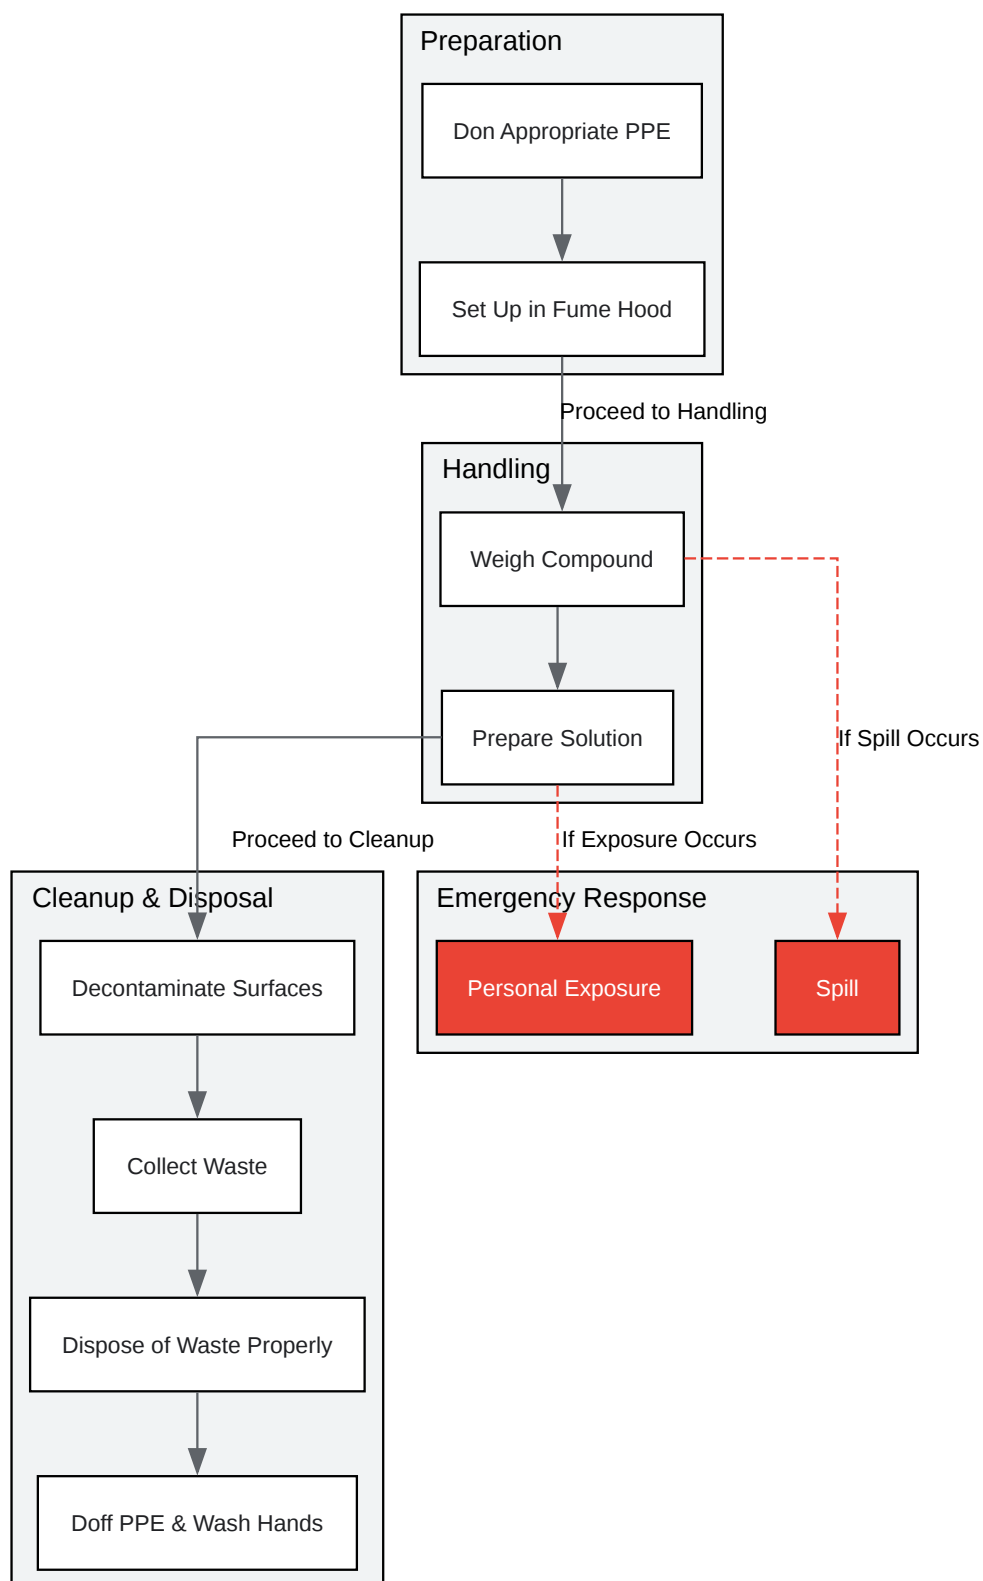 Preparation
Don Appropriate PPE
Set Up in Fume Hood
Proceed to Handling
Handling
Weigh Compound
Prepare Solution
If Spill Occurs
Proceed to Cleanup
If Exposure Occurs
Cleanup & Disposal
Emergency Response
Decontaminate Surfaces
Personal Exposure
Spill
Collect Waste
Dispose of Waste Properly
Doff PPE & Wash Hands